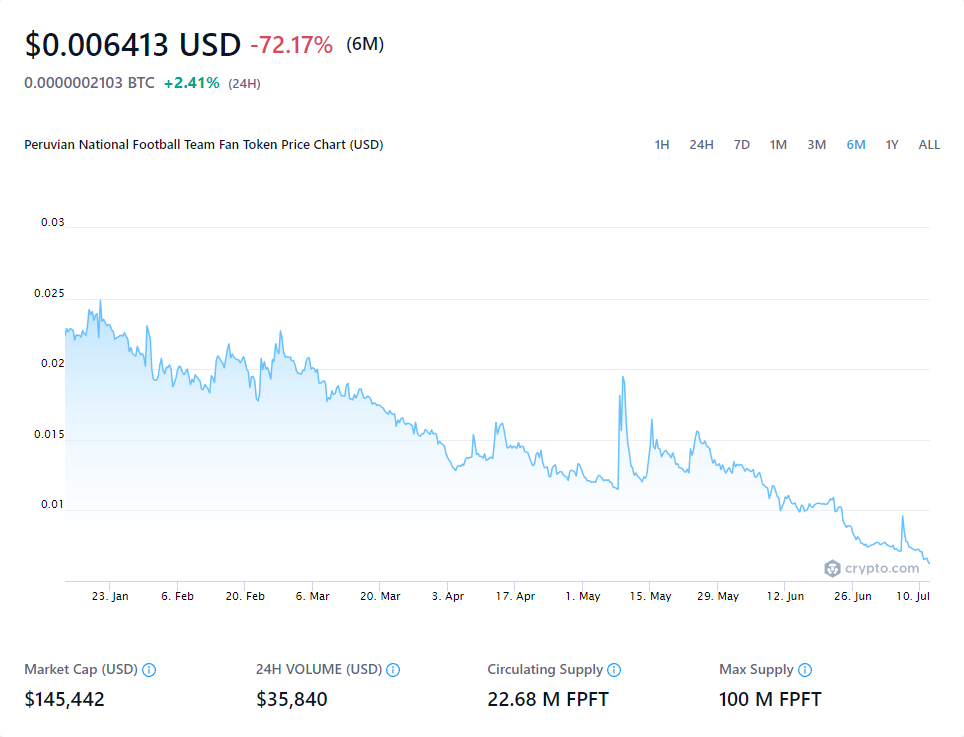 $0.006413 USD -72.17% (6M)
0.0000002103 BTC +2.41% (24H)
Peruvian National Football Team Fan Token Price Chart (USD) 1H 24H 7D 1M 3M 6M 1Y ALL
0.03
0.025
0.02
0.015
0.01
crypto.com
23. Jan 6. Feb 20. Feb 6. Mar 20. Mar 3. Apr 17. Apr 1. May 15. May 29. May 12. Jun 26. Jun 10. Jul
Market Cap (USD) 24H VOLUME (USD) Circulating Supply Max Supply
$145,442 $35,840 22.68 M FPFT 100 M FPFT